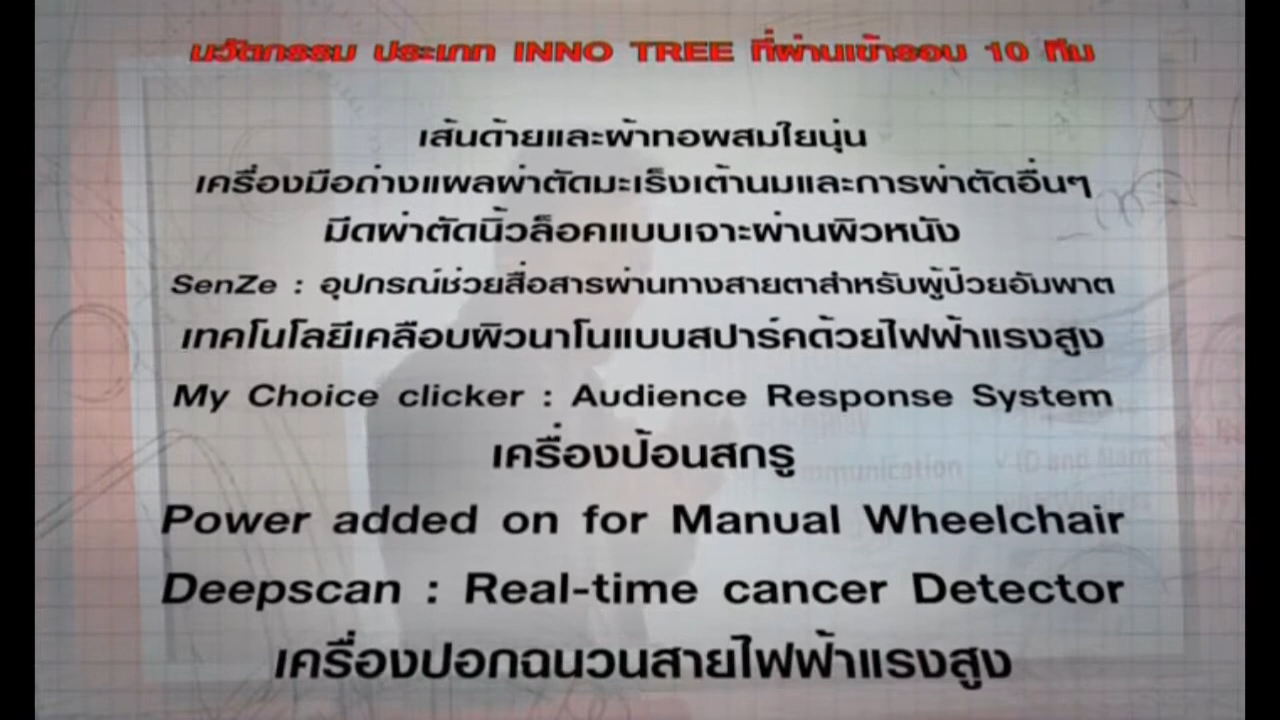 นวัตกรรม ประเภท INNO TREE ที่ผ่านเข้ารอบ 10 ทีม
เส้นด้ายและผ้าทอผสมใยนุ่น
เครื่องมือถ่างแผลผ่าตัดมะเร็งเต้านมและการผ่าตัดอื่นๆ
มีดผ่าตัดนิ้วล็อคแบบเจาะผ่านผิวหนัง
SenZe : อุปกรณ์ช่วยสื่อสารผ่านทางสายตาสำหรับผู้ป่วยอัมพาต
เทคโนโลยีเคลือบผิวนาโนแบบสปาร์คด้วยไฟฟ้าแรงสูง
My Choice clicker : Audience Response System
เครื่องป้อนสกรู
mmunication ID and
Power added on for Manual Wheelchair
Deepscan : Real-time cancer Detector
เครื่องปอกฉนวนสายไฟฟ้าแรงสูง